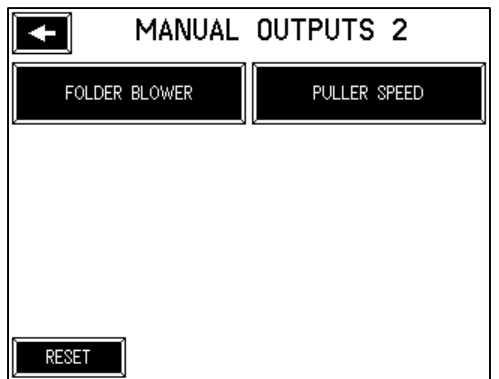 MANUAL OUTPUTS 2
FOLDER BLOWER
PULLER SPEED
RESET